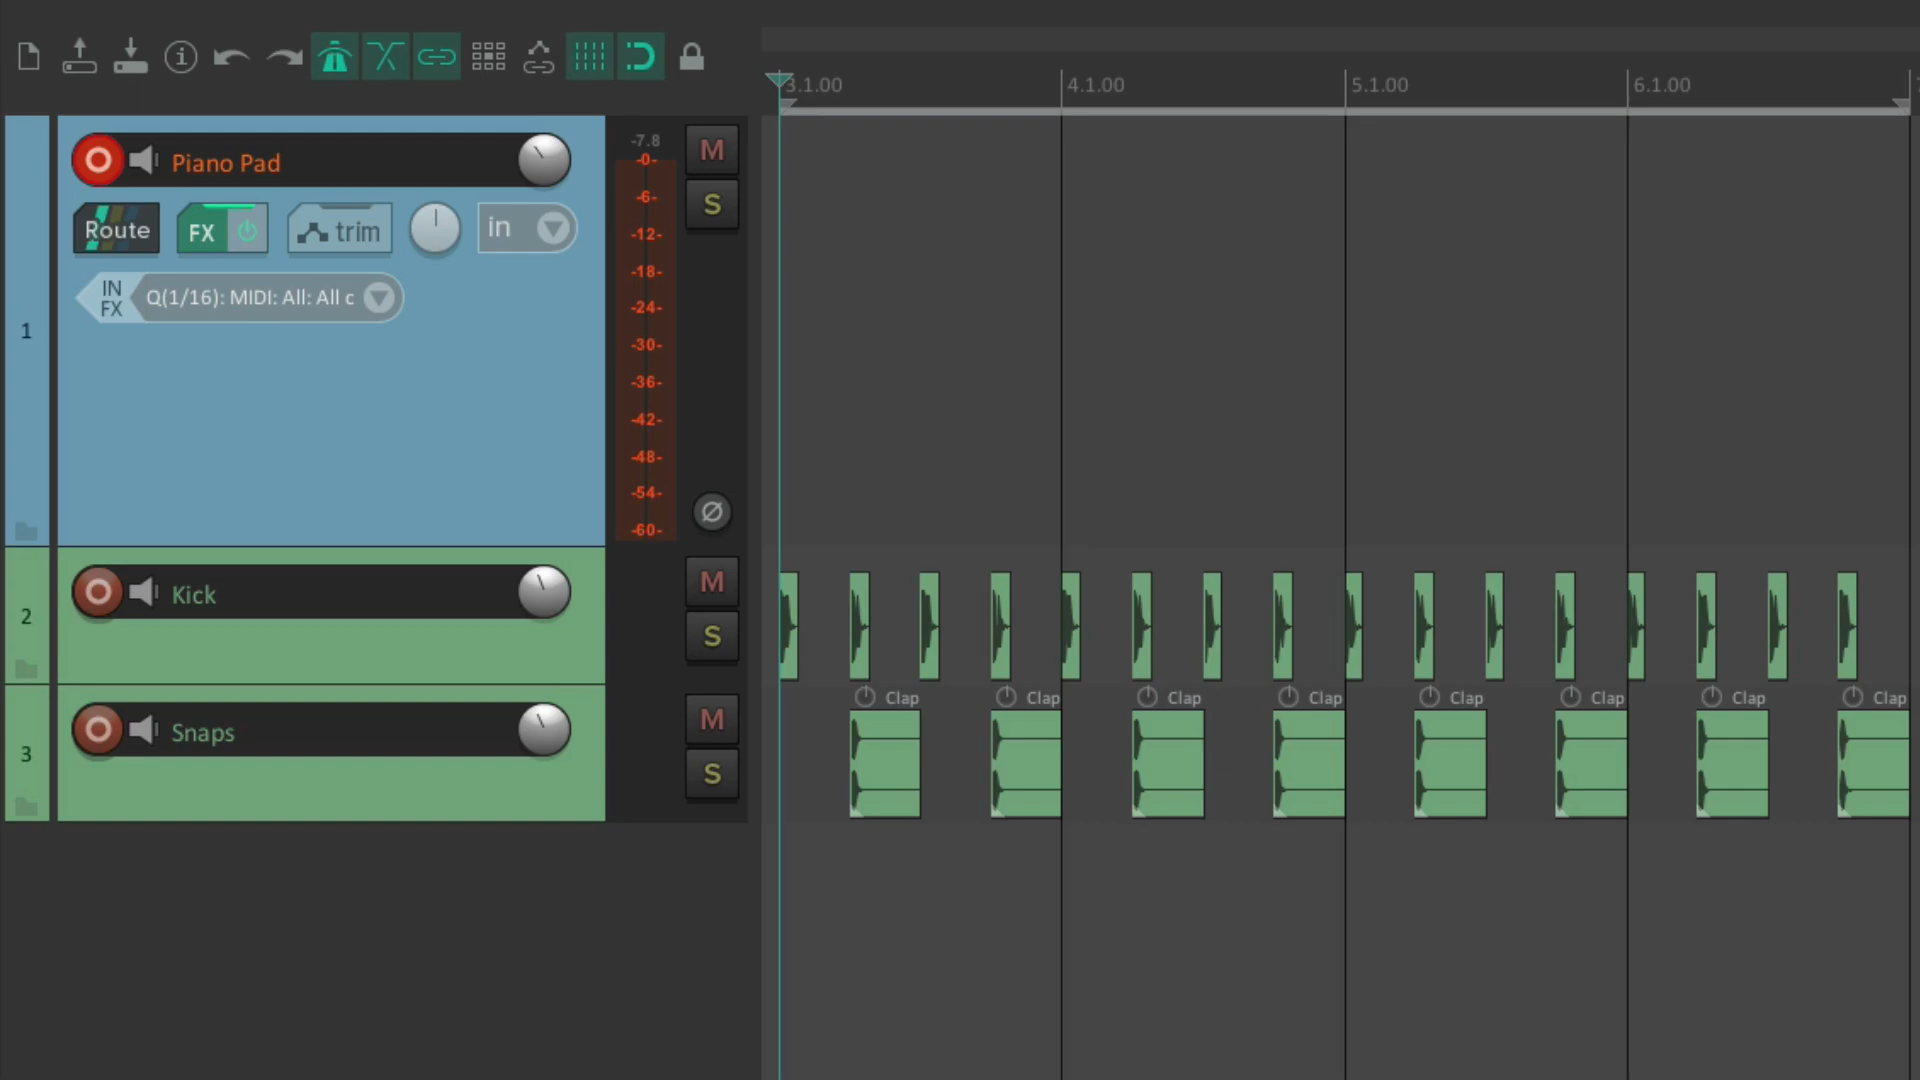 3.1.00 4.1.00 5.1.00 6.1.00
Piano Pad
-7.8
-0-
-6-
-12-
-18-
-24-
-30-
-36-
-42-
-48-
-54-
-60-
M
S
Route FX trim in
IN FX Q(1/16): MIDI: All: All c
1
Kick
M
S
2
Clap Clap Clap Clap Clap Clap Clap Clap
Snaps
M
S
3